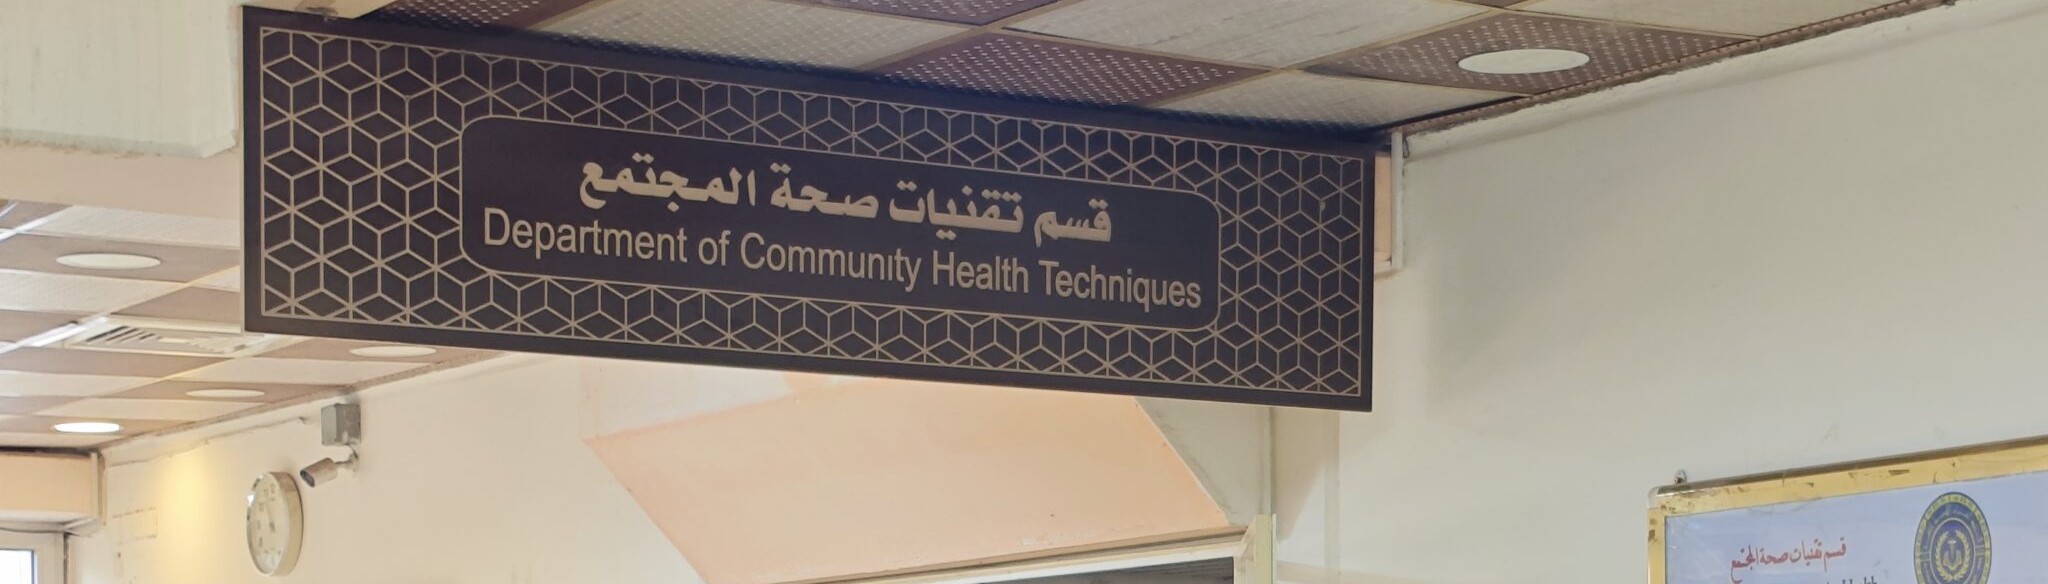 قسم تقنيات صحة المجتمع
Department of Community Health Techniques
قسم تقنيات صحة المجتمع